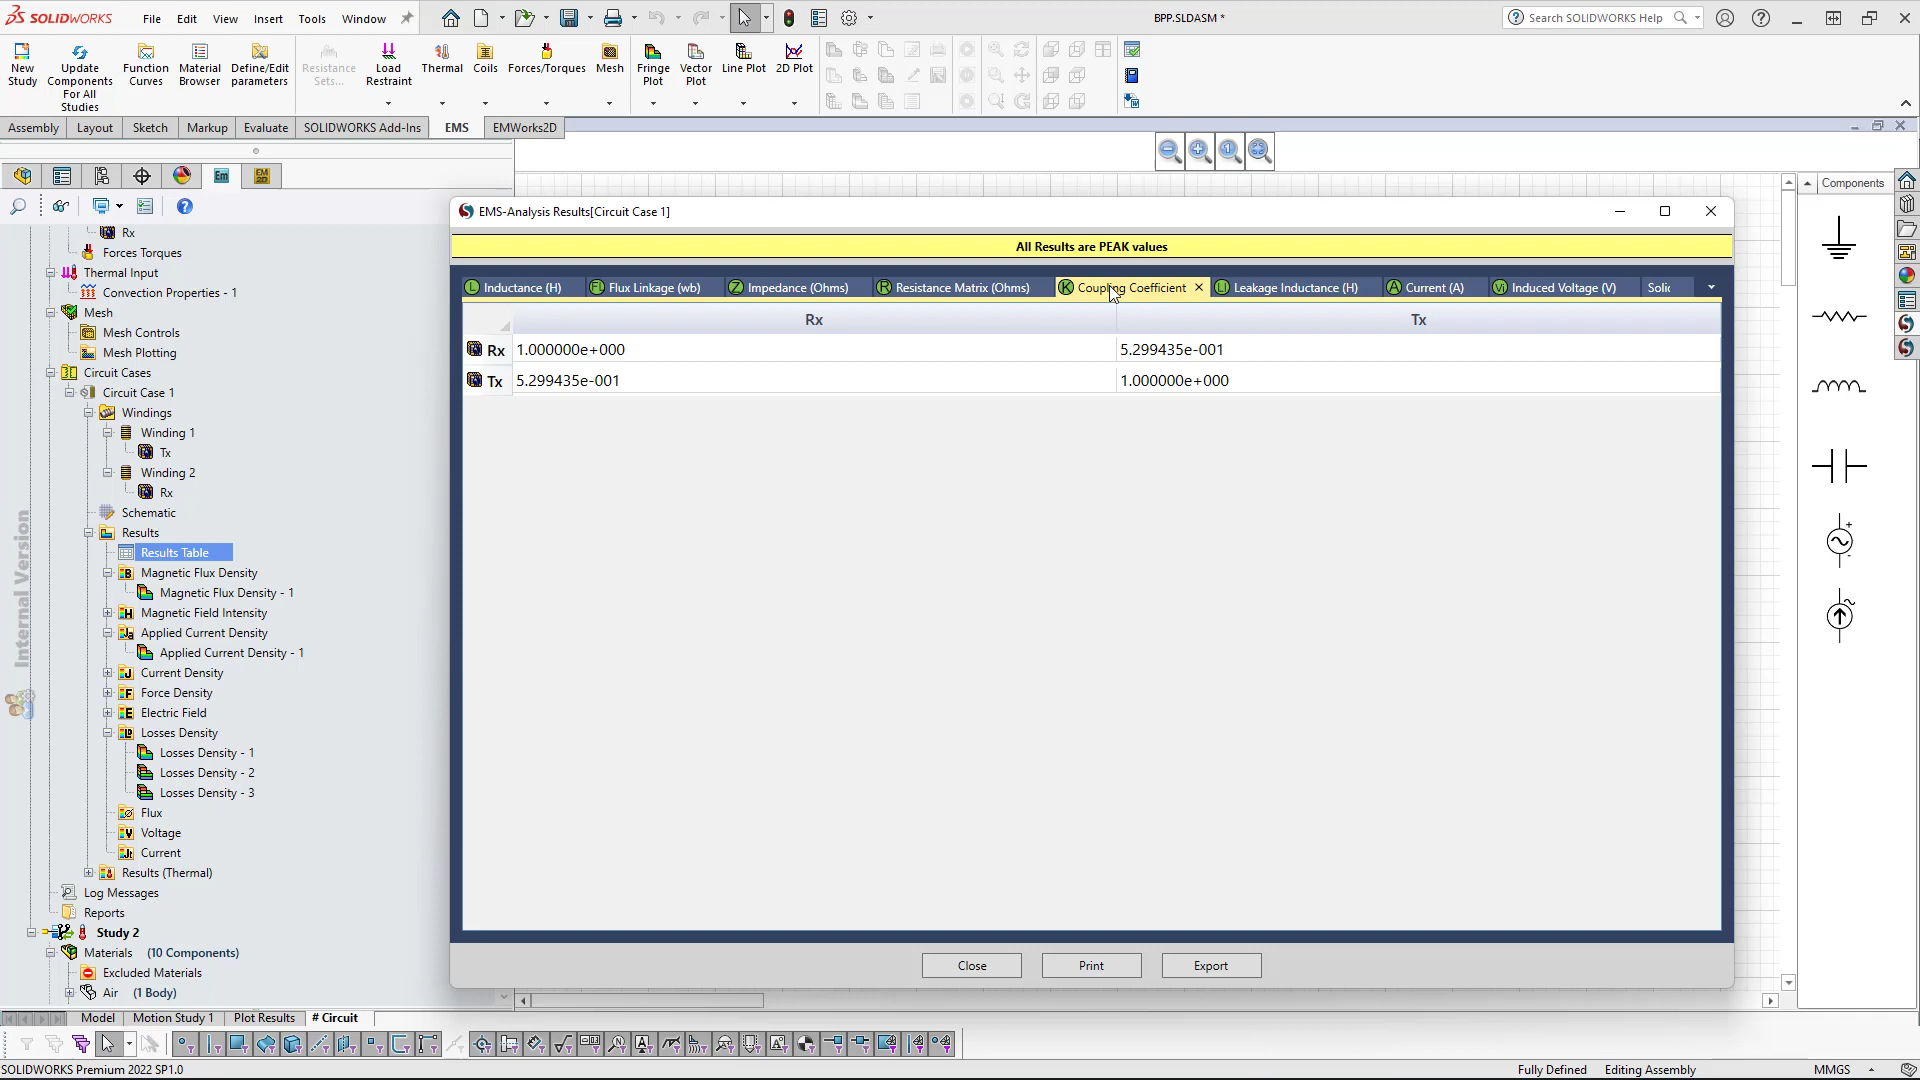 SOLIDWORKS File Edit View Insert Tools Window
BPP.SLDASM *
Search SOLIDWORKS Help
New Study
Update Components For All Studies
Function Curves
Material Browser
Define/Edit parameters
Resistance Sets...
Load Restraint
Thermal
Coils
Forces/Torques
Mesh
Fringe Plot
Vector Plot
Line Plot
2D Plot
Assembly Layout Sketch Markup Evaluate SOLIDWORKS Add-Ins EMS EMWorks2D
Rx
Forces Torques
Thermal Input
Convection Properties - 1
Mesh
Mesh Controls
Mesh Plotting
Circuit Cases
Circuit Case 1
Windings
Winding 1
Tx
Winding 2
Rx
Schematic
Results
Results Table
Magnetic Flux Density
Magnetic Flux Density - 1
Magnetic Field Intensity
Applied Current Density
Applied Current Density - 1
Current Density
Force Density
Electric Field
Losses Density
Losses Density - 1
Losses Density - 2
Losses Density - 3
Flux
Voltage
Current
Results (Thermal)
Log Messages
Reports
Study 2
Materials (10 Components)
Excluded Materials
Air (1 Body)
Internal Version
EMS-Analysis Results[Circuit Case 1]
All Results are PEAK values
Inductance (H) Flux Linkage (wb) Impedance (Ohms) Resistance Matrix (Ohms) Coupling Coefficient Leakage Inductance (H) Current (A) Induced Voltage (V) Solic
Rx Tx
Rx 1.000000e+000 5.299435e-001
Tx 5.299435e-001 1.000000e+000
Close Print Export
Components
Model Motion Study 1 Plot Results # Circuit
SOLIDWORKS Premium 2022 SP1.0
Fully Defined Editing Assembly MMGS